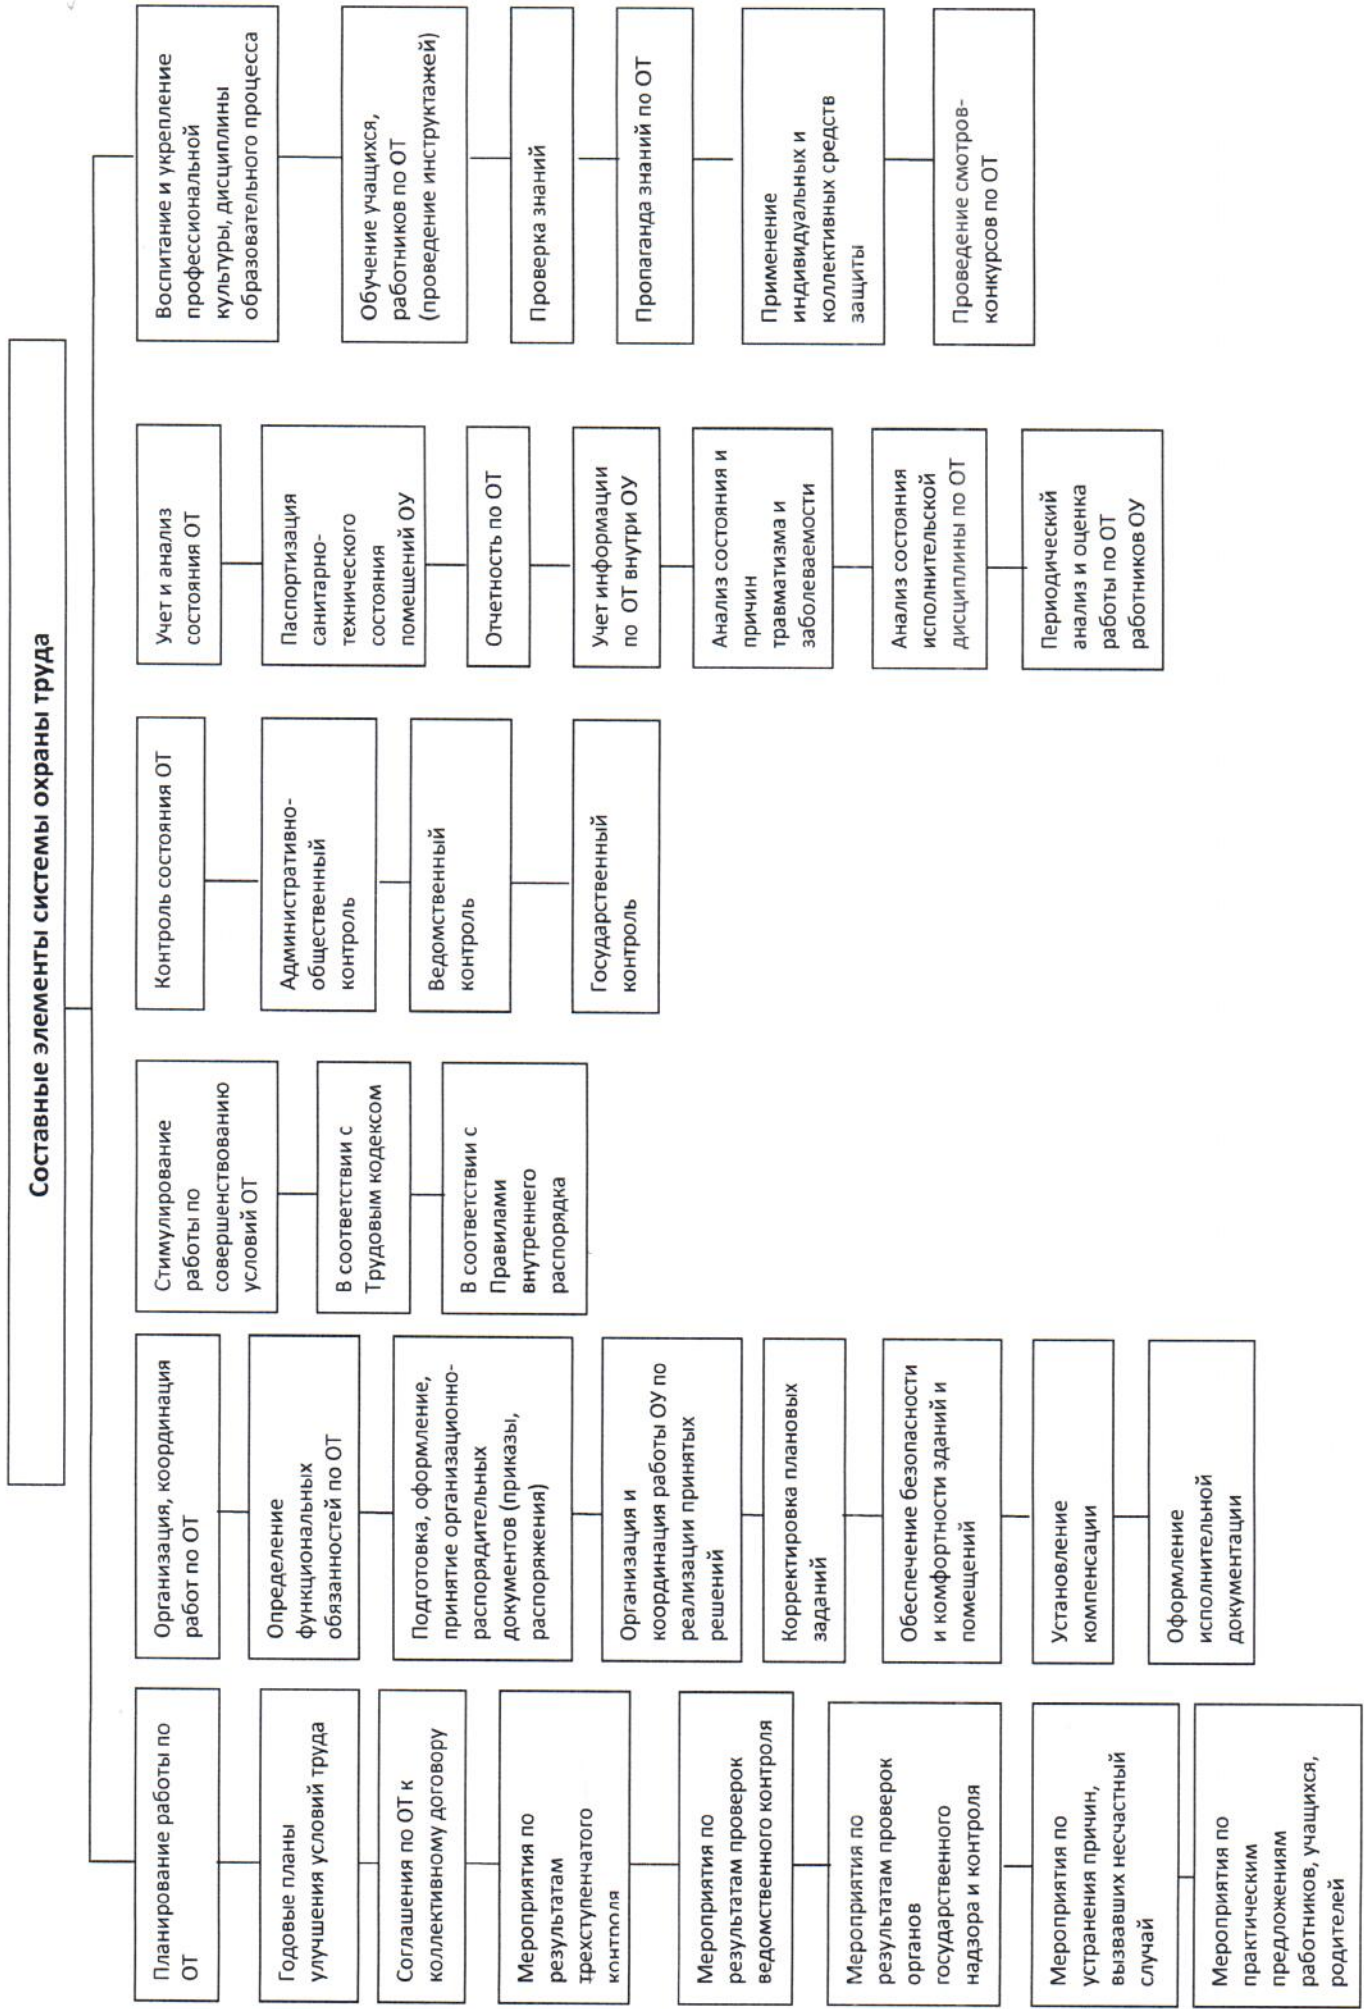 Составные элементы системы охраны труда
Планирование работы по
ОТ
Годовые планы
улучшения условий труда
Соглашения по ОТ к
коллективному договору
Мероприятия по
результатам
трехступенчатого
контроля
Мероприятия по
результатам проверок
ведомственного контроля
Мероприятия по
результатам проверок
органов
государственного
надзора и контроля
Мероприятия по
устранения причин,
вызвавших несчастный
случай
Мероприятия по
практическим
предложениям
работников, учащихся,
родителей
Организация, координация
работ по ОТ
Определение
функциональных
обязанностей по ОТ
Подготовка, оформление,
принятие организационно-
распорядительных
документов (приказы,
распоряжения)
Организация и
координация работы ОУ по
реализации принятых
решений
Корректировка плановых
заданий
Обеспечение безопасности
и комфортности зданий и
помещений
Установление
компенсации
Оформление
исполнительной
документации
Стимулирование
работы по
совершенствованию
условий ОТ
В соответствии с
Трудовым кодексом
В соответствии с
Правилами
внутреннего
распорядка
Контроль состояния ОТ
Административно-
общественный
контроль
Ведомственный
контроль
Государственный
контроль
Учет и анализ
состояния ОТ
Паспортизация
санитарно-
технического
состояния
помещений ОУ
Отчетность по ОТ
Учет информации
по ОТ внутри ОУ
Анализ состояния и
причин
травматизма и
заболеваемости
Анализ состояния
исполнительской
дисциплины по ОТ
Периодический
анализ и оценка
работы по ОТ
работников ОУ
Воспитание и укрепление
профессиональной
культуры, дисциплины
образовательного процесса
Обучение учащихся,
работников по ОТ
(проведение инструктажей)
Проверка знаний
Пропаганда знаний по ОТ
Применение
индивидуальных и
коллективных средств
защиты
Проведение смотров-
конкурсов по ОТ